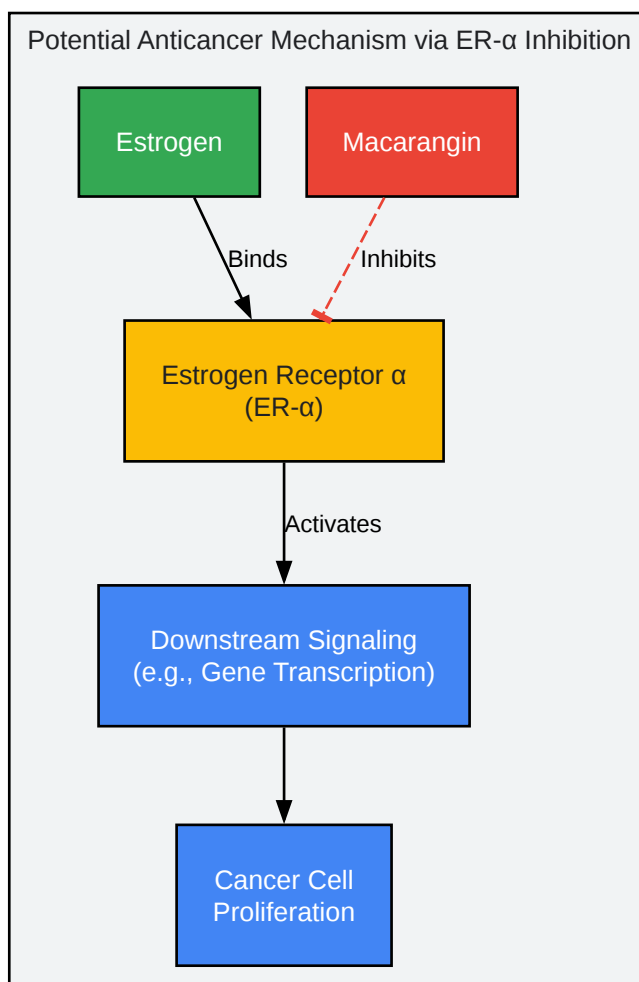 Potential Anticancer Mechanism via ER-α Inhibition
Estrogen
Macarangin
Binds
Inhibits
Estrogen Receptor α
(ER-α)
Activates
Downstream Signaling
(e.g., Gene Transcription)
Cancer Cell
Proliferation